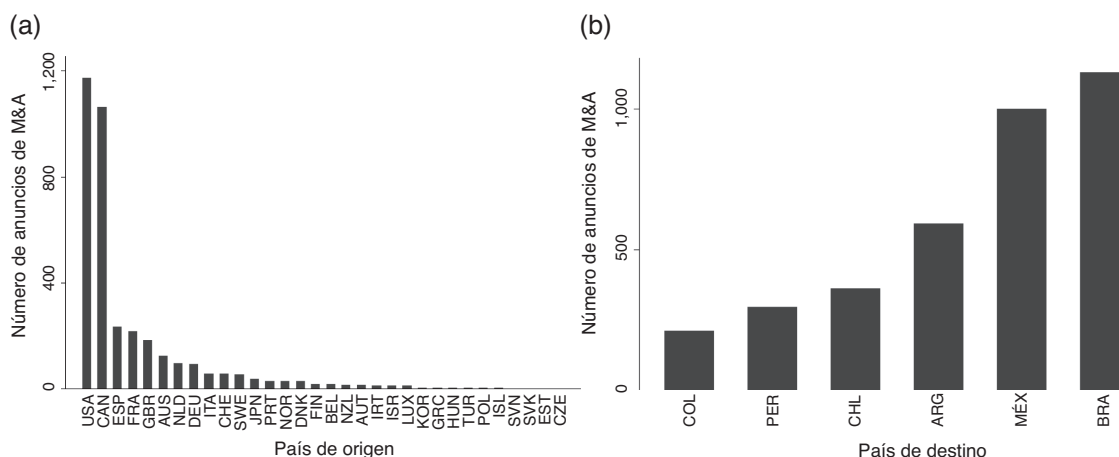 (a)
Número de anuncios de M&A
1,200
800
400
0
USA
CAN
ESP
FRA
GBR
AUS
NLD
DEU
ITA
CHE
SWE
JPN
PRT
NOR
DNK
FIN
BEL
NZL
AUT
IRT
ISR
LUX
KOR
GRC
HUN
TUR
POL
ISL
SVN
SVK
EST
CZE
País de origen
(b)
Número de anuncios de M&A
1,000
500
0
COL
PER
CHL
ARG
MÉX
BRA
País de destino